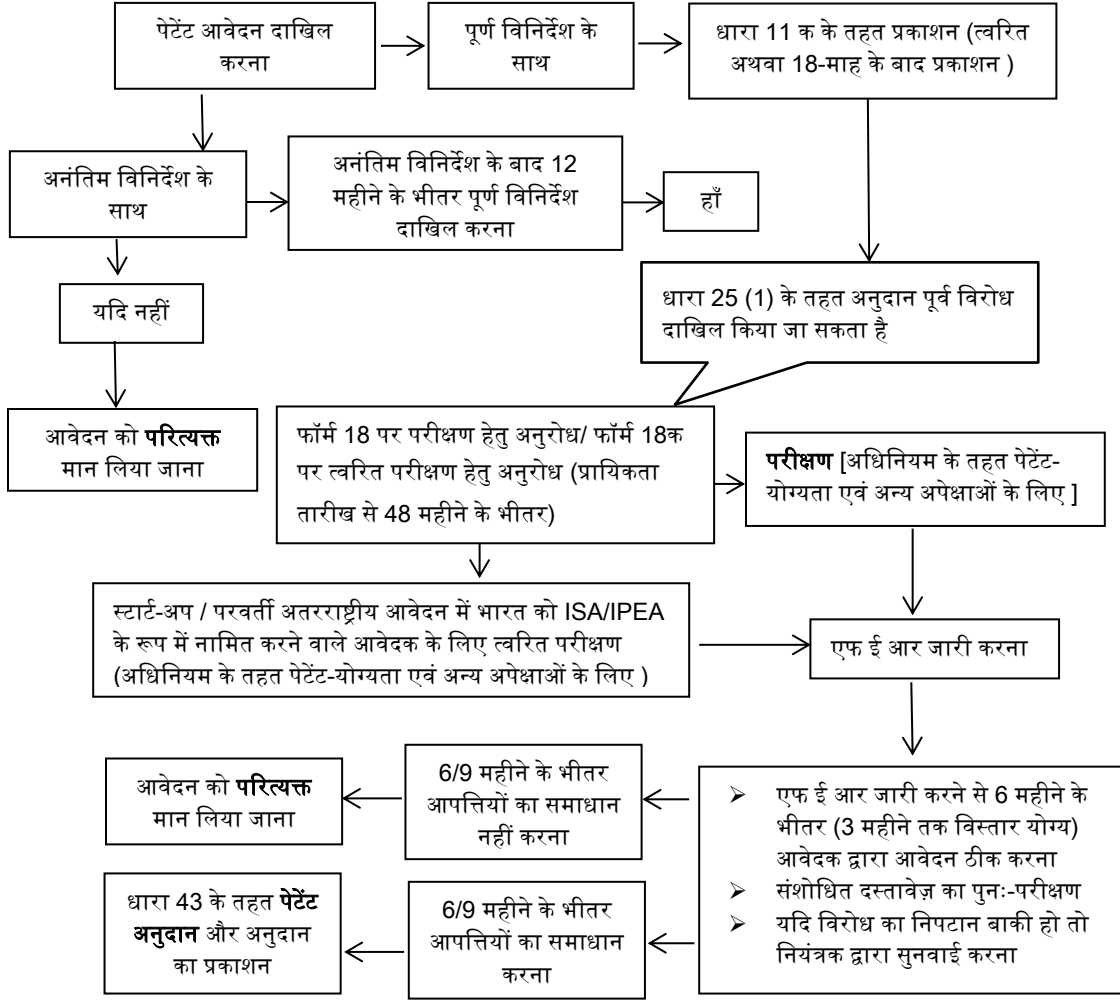 पेटेंट आवेदन दाखिल
करना
पूर्ण विनिर्देश के
साथ
धारा 11 क के तहत प्रकाशन (त्वरित
अथवा 18-माह के बाद प्रकाशन )
अनंतिम विनिर्देश के
साथ
अनंतिम विनिर्देश के बाद 12
महीने के भीतर पूर्ण विनिर्देश
दाखिल करना
हाँ
यदि नहीं
धारा 25 (1) के तहत अनुदान पूर्व विरोध
दाखिल किया जा सकता है
आवेदन को परित्यक्त
मान लिया जाना
फॉर्म 18 पर परीक्षण हेतु अनुरोध/ फॉर्म 18क
पर त्वरित परीक्षण हेतु अनुरोध (प्रायिकता
तारीख से 48 महीने के भीतर)
परीक्षण [अधिनियम के तहत पेटेंट-
योग्यता एवं अन्य अपेक्षाओं के लिए ]
स्टार्ट-अप / परवर्ती अतरराष्ट्रीय आवेदन में भारत को ISA/IPEA
के रूप में नामित करने वाले आवेदक के लिए त्वरित परीक्षण
(अधिनियम के तहत पेटेंट-योग्यता एवं अन्य अपेक्षाओं के लिए )
एफ ई आर जारी करना
आवेदन को परित्यक्त
मान लिया जाना
6/9 महीने के भीतर
आपत्तियों का समाधान
नहीं करना
➢ एफ ई आर जारी करने से 6 महीने के
भीतर (3 महीने तक विस्तार योग्य)
आवेदक द्वारा आवेदन ठीक करना
➢ संशोधित दस्तावेज़ का पुनः-परीक्षण
➢ यदि विरोध का निपटान बाकी हो तो
नियंत्रक द्वारा सुनवाई करना
धारा 43 के तहत पेटेंट
अनुदान और अनुदान
का प्रकाशन
6/9 महीने के भीतर
आपत्तियों का समाधान
करना